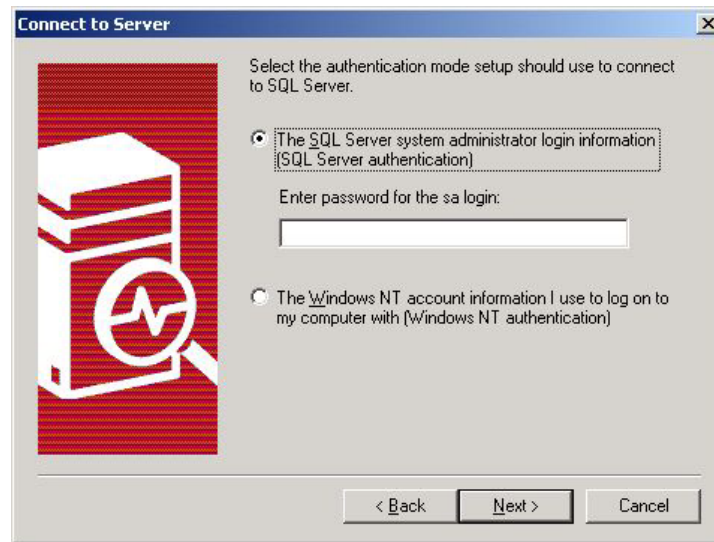 Connect to Server
Select the authentication mode setup should use to connect
to SQL Server.
The SQL Server system administrator login information
(SQL Server authentication)
Enter password for the sa login:
The Windows NT account information I use to log on to
my computer with (Windows NT authentication)
< Back
Next >
Cancel